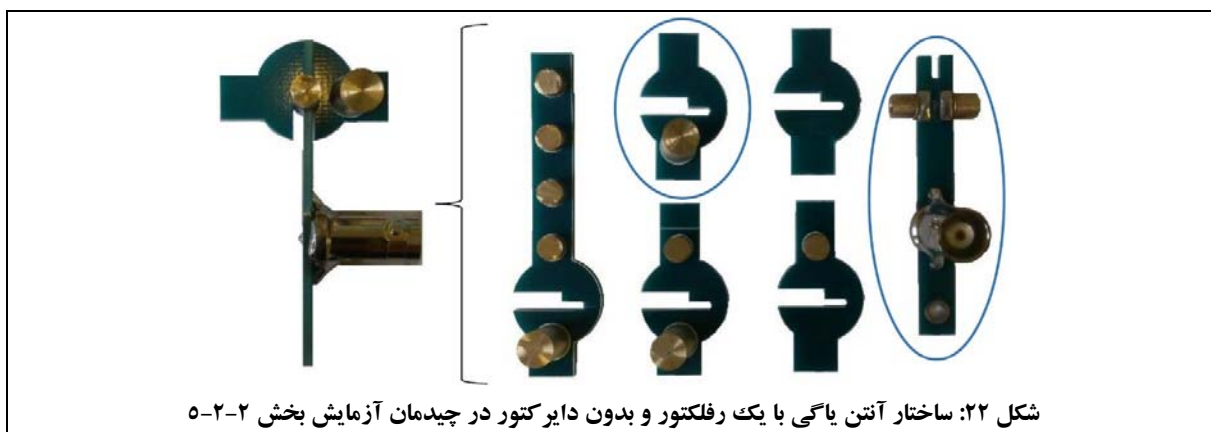 شکل ۲۲: ساختار آنتن یاگی با یک رفلکتور و بدون دایرکتور در چیدمان آزمایش بخش ۲-۲-۵